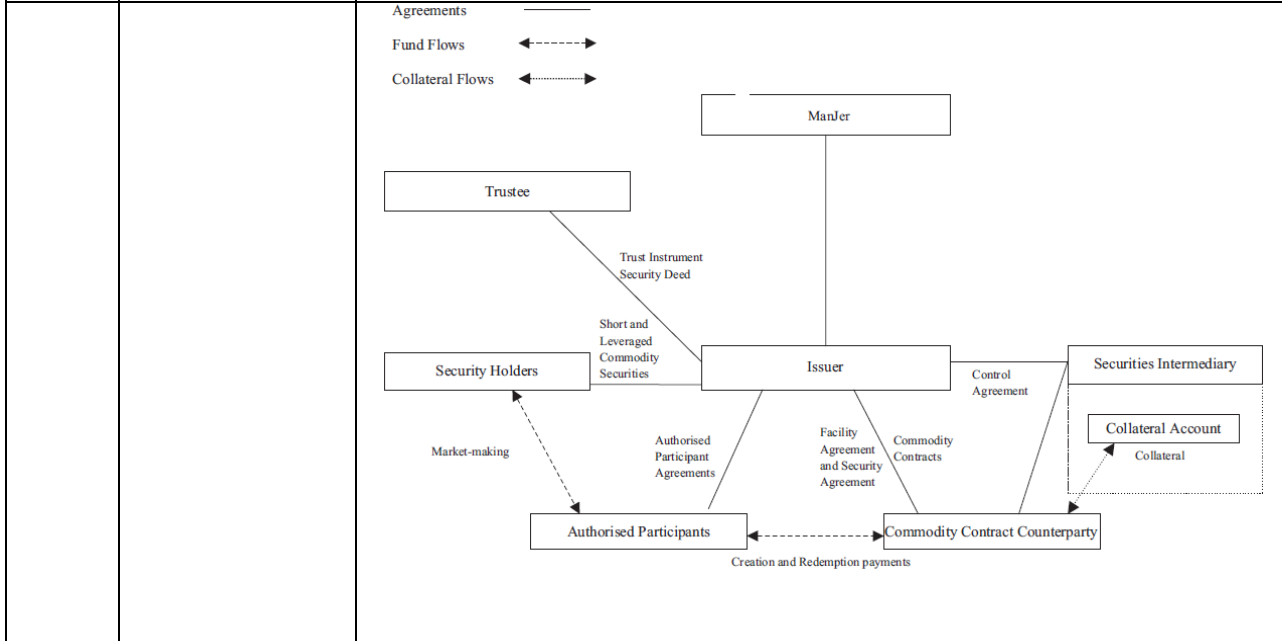 Agreements
Fund Flows
Collateral Flows
ManJer
Trustee
Trust Instrument
Security Deed
Short and
Leveraged
Commodity
Securities
Security Holders
Issuer
Control
Agreement
Securities Intermediary
Collateral Account
Collateral
Market-making
Authorised
Participant
Agreements
Facility
Agreement
and Security
Agreement
Commodity
Contracts
Authorised Participants
Commodity Contract Counterparty
Creation and Redemption payments